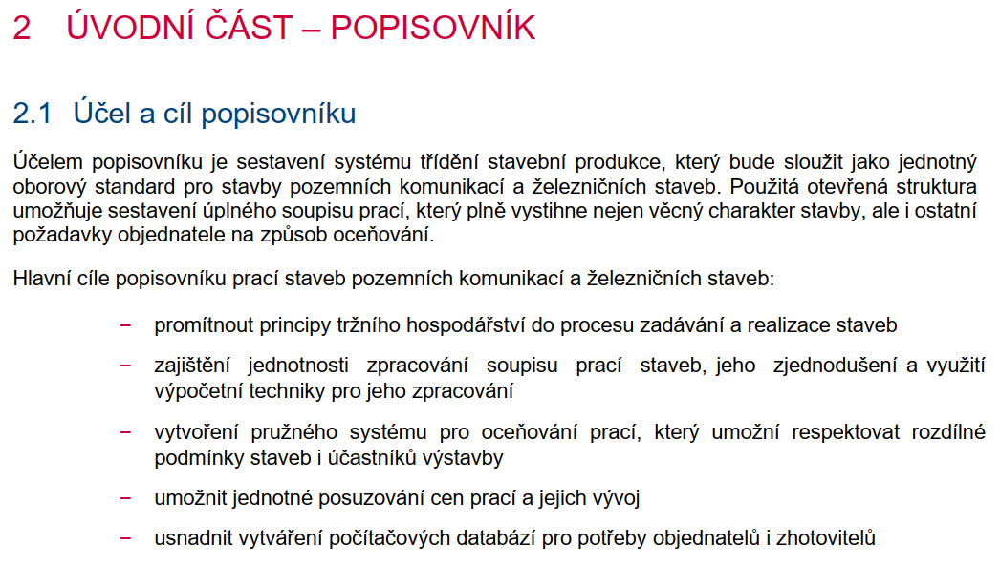 2 ÚVODNÍ ČÁST – POPISOVNÍK
2.1 Účel a cíl popisovníku
Účelem popisovníku je sestavení systému třídění stavební produkce, který bude sloužit jako jednotný
oborový standard pro stavby pozemních komunikací a železničních staveb. Použitá otevřená struktura
umožňuje sestavení úplného soupisu prací, který plně vystihne nejen věcný charakter stavby, ale i ostatní
požadavky objednatele na způsob oceňování.
Hlavní cíle popisovníku prací staveb pozemních komunikací a železničních staveb:
– promítnout principy tržního hospodářství do procesu zadávání a realizace staveb
– zajištění jednotnosti zpracování soupisu prací staveb, jeho zjednodušení a využití
výpočetní techniky pro jeho zpracování
– vytvoření pružného systému pro oceňování prací, který umožní respektovat rozdílné
podmínky staveb i účastníků výstavby
– umožnit jednotné posuzování cen prací a jejich vývoj
– usnadnit vytváření počítačových databází pro potřeby objednatelů i zhotovitelů